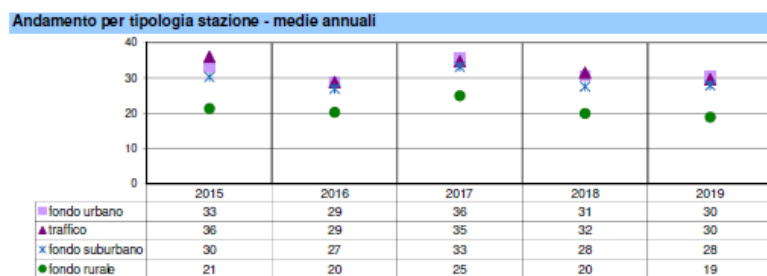 Andamento per tipologia stazione - medie annuali
40
30
20
10
0
2015 2016 2017 2018 2019
fondo urbano 33 29 36 31 30
traffico 36 29 35 32 30
fondo suburbano 30 27 33 28 28
fondo rurale 21 20 25 20 19